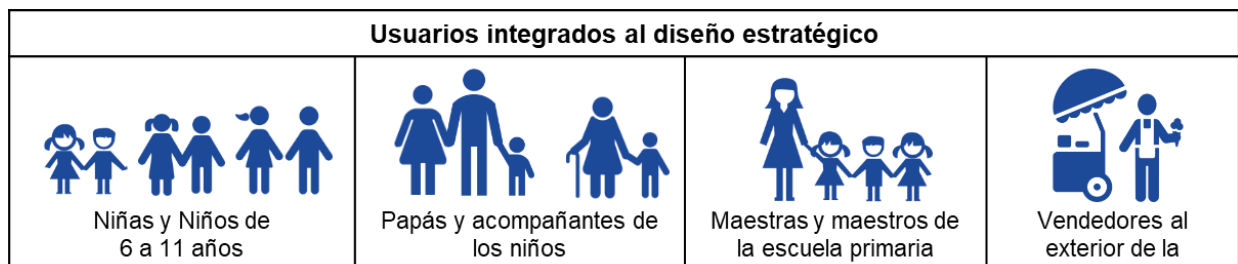 Usuarios integrados al diseño estratégico
Niñas y Niños de
6 a 11 años
Papás y acompañantes de
los niños
Maestras y maestros de
la escuela primaria
Vendedores al
exterior de la